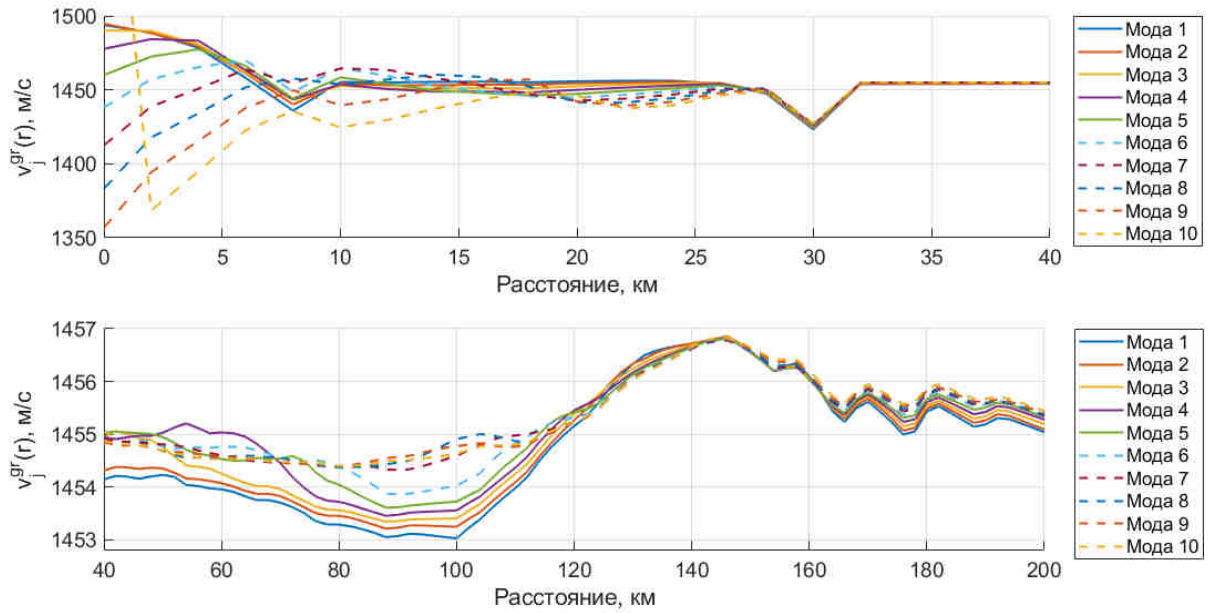 1500
1450
1400
1350
v_j^gr(r), м/с
0 5 10 15 20 25 30 35 40
Расстояние, км
Мода 1
Мода 2
Мода 3
Мода 4
Мода 5
Мода 6
Мода 7
Мода 8
Мода 9
Мода 10
1457
1456
1455
1454
1453
v_j^gr(r), м/с
40 60 80 100 120 140 160 180 200
Расстояние, км
Мода 1
Мода 2
Мода 3
Мода 4
Мода 5
Мода 6
Мода 7
Мода 8
Мода 9
Мода 10